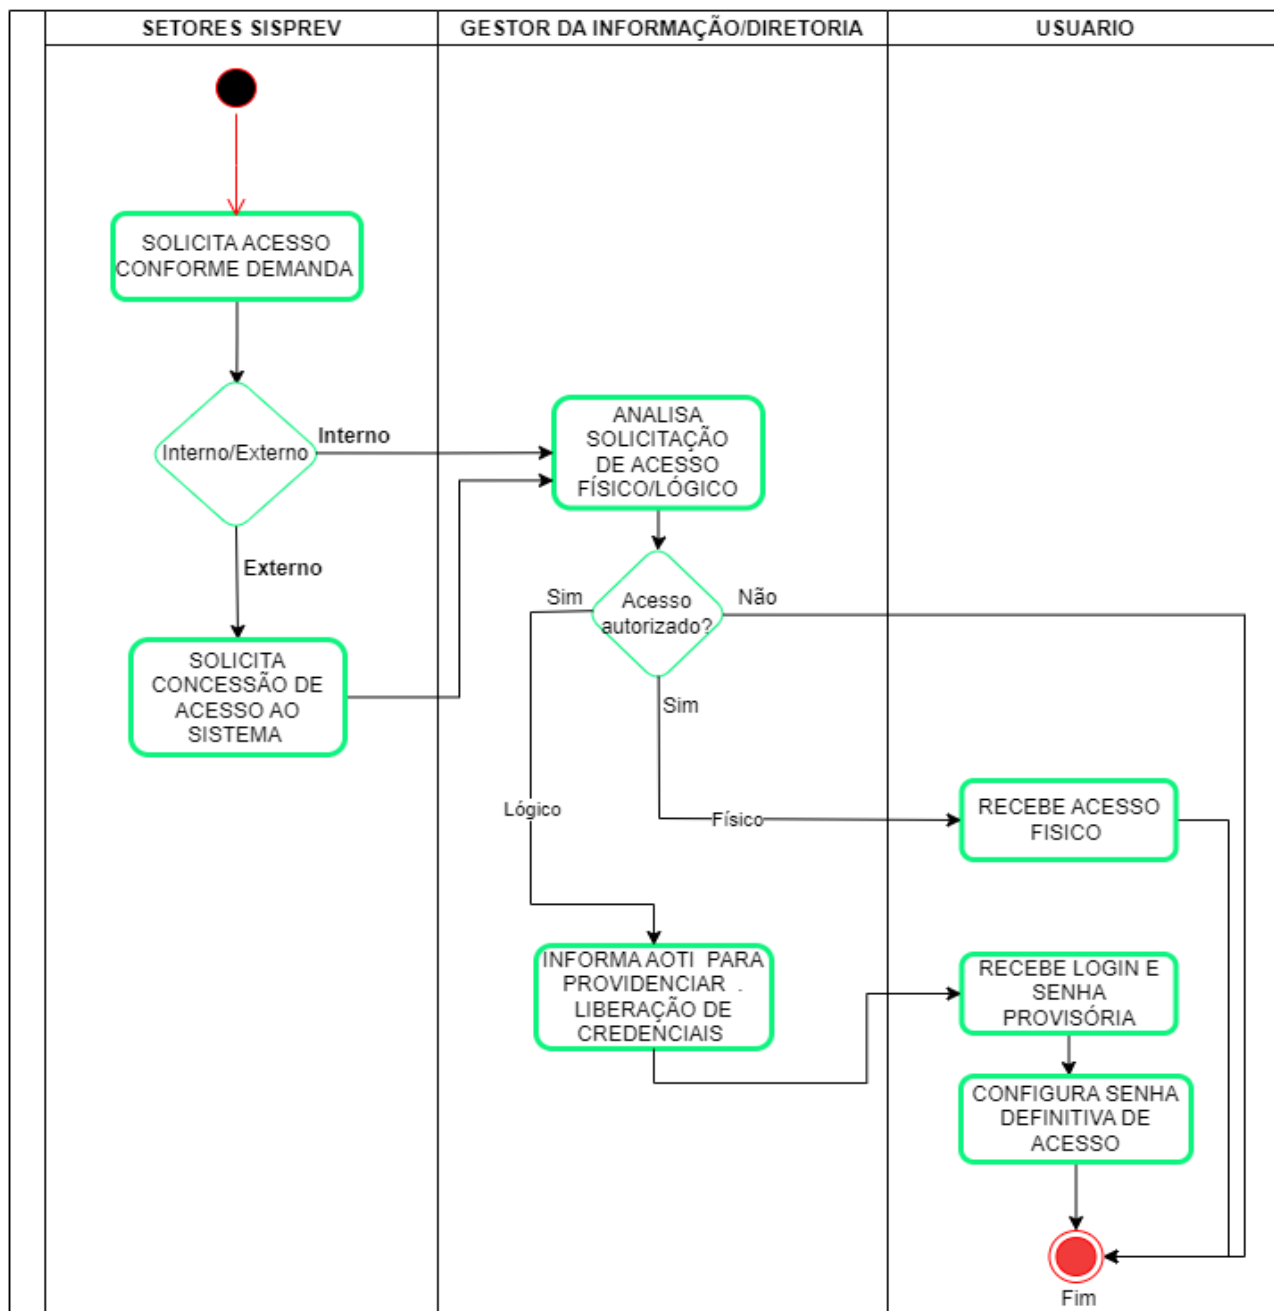 SETORES SISPREV
GESTOR DA INFORMAÇÃO/DIRETORIA
USUARIO
SOLICITA ACESSO
CONFORME DEMANDA
Interno/Externo
Interno
Externo
SOLICITA
CONCESSÃO DE
ACESSO AO
SISTEMA
ANALISA
SOLICITAÇÃO
DE ACESSO
FÍSICO/LÓGICO
Acesso
autorizado?
Sim
Não
Sim
Lógico
Físico
RECEBE ACESSO
FISICO
INFORMA AOTI PARA
PROVIDENCIAR .
LIBERAÇÃO DE
CREDENCIAIS
RECEBE LOGIN E
SENHA
PROVISÓRIA
CONFIGURA SENHA
DEFINITIVA DE
ACESSO
Fim